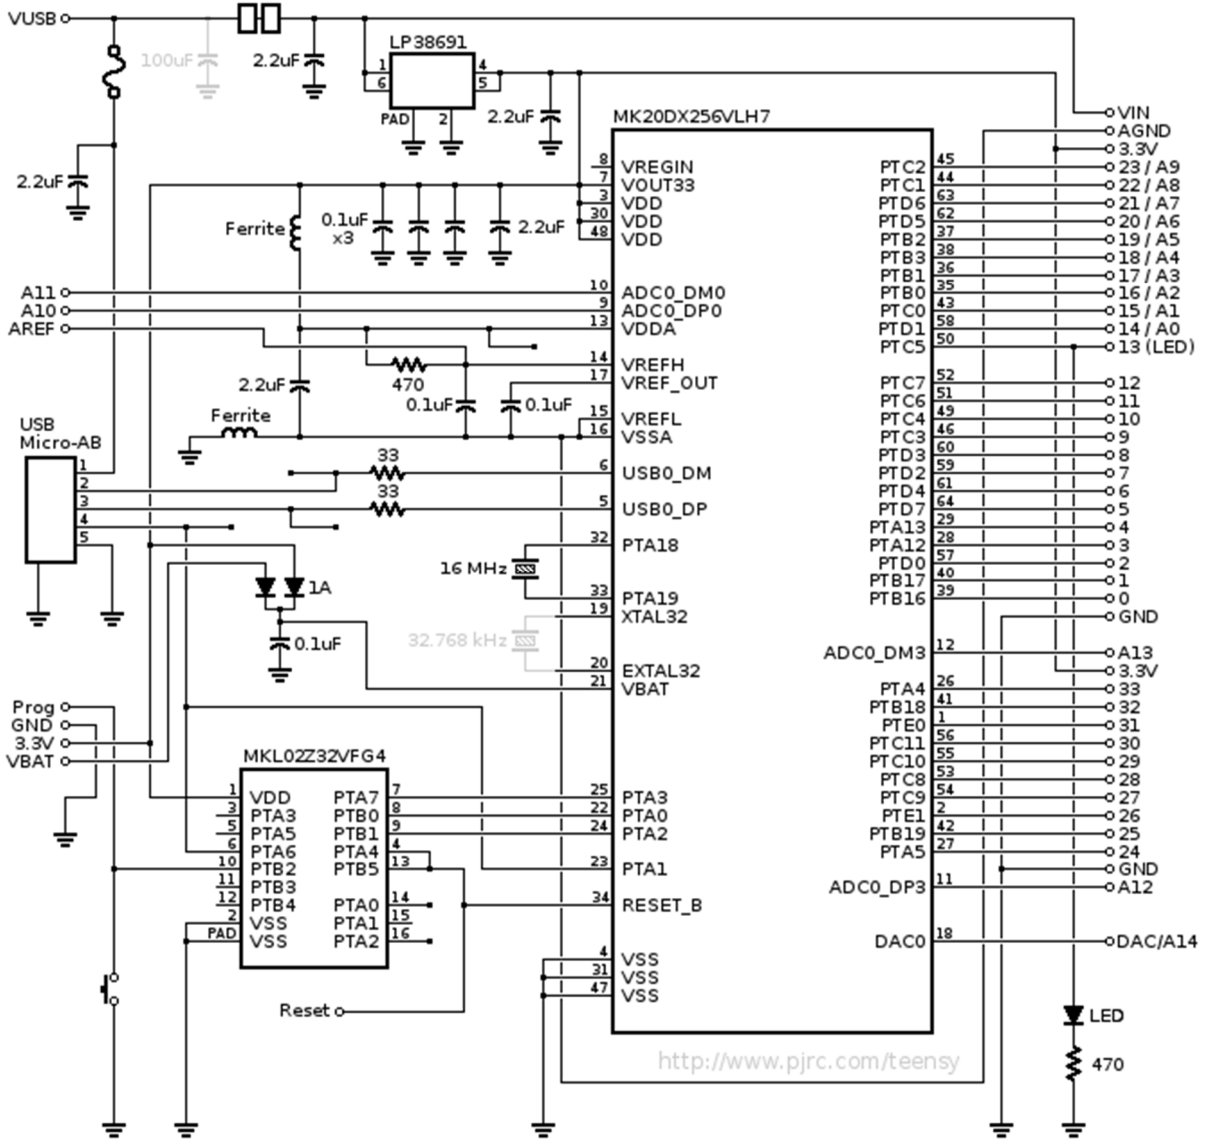 VUSB
100uF
2.2uF
LP38691
1
6
4
5
PAD
2
2.2uF
2.2uF
MK20DX256VLH7
VIN
AGND
3.3V
8 VREGIN
7 VOUT33
3 VDD
30 VDD
48 VDD
Ferrite
0.1uF
x3
2.2uF
A11
A10
AREF
10 ADC0_DM0
9 ADC0_DP0
13 VDDA
14 VREFH
17 VREF_OUT
470
2.2uF
0.1uF
0.1uF
Ferrite
15 VREFL
16 VSSA
USB
Micro-AB
1
2
3
4
5
33
33
6 USB0_DM
5 USB0_DP
32 PTA18
16 MHz
33 PTA19
19 XTAL32
32.768 kHz
20 EXTAL32
21 VBAT
1A
0.1uF
Prog
GND
3.3V
VBAT
MKL02Z32VFG4
1 VDD PTA7 7
3 PTA3 PTB0 8
5 PTA5 PTB1 9
6 PTA6 PTA4 4
10 PTB2 PTB5 13
11 PTB3
12 PTB4 PTA0 14
2 VSS PTA1 15
PAD VSS PTA2 16
Reset
25 PTA3
22 PTA0
24 PTA2
23 PTA1
34 RESET_B
4 VSS
31 VSS
47 VSS
PTC2 45 23 / A9
PTC1 44 22 / A8
PTD6 63 21 / A7
PTD5 62 20 / A6
PTB2 37 19 / A5
PTB3 38 18 / A4
PTB1 36 17 / A3
PTB0 35 16 / A2
PTC0 43 15 / A1
PTD1 58 14 / A0
PTC5 50 13 (LED)
PTC7 52 12
PTC6 51 11
PTC4 49 10
PTC3 46 9
PTD3 60 8
PTD2 59 7
PTD4 61 6
PTD7 64 5
PTA13 29 4
PTA12 28 3
PTD0 57 2
PTB17 40 1
PTB16 39 0
GND
ADC0_DM3 12 A13
3.3V
PTA4 26 33
PTB18 41 32
PTE0 1 31
PTC11 56 30
PTC10 55 29
PTC8 53 28
PTC9 54 27
PTE1 2 26
PTB19 42 25
PTA5 27 24
GND
ADC0_DP3 11 A12
DAC0 18 DAC/A14
LED
470
http://www.pjrc.com/teensy